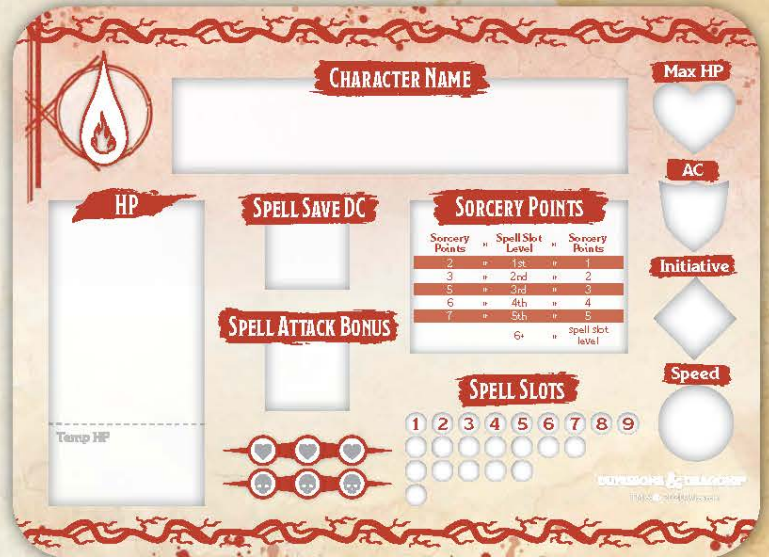 CHARACTER NAME
Max HP
AC
HP
SPELL SAVE DC
SORCERY POINTS
Sorcery Points » Spell Slot Level » Sorcery Points
2 » 1st » 1
3 » 2nd » 2
5 » 3rd » 3
6 » 4th » 4
7 » 5th » 5
6+ » spell slot level
Initiative
SPELL ATTACK BONUS
Speed
SPELL SLOTS
1 2 3 4 5 6 7 8 9
Temp HP
DUNGEONS & DRAGONS